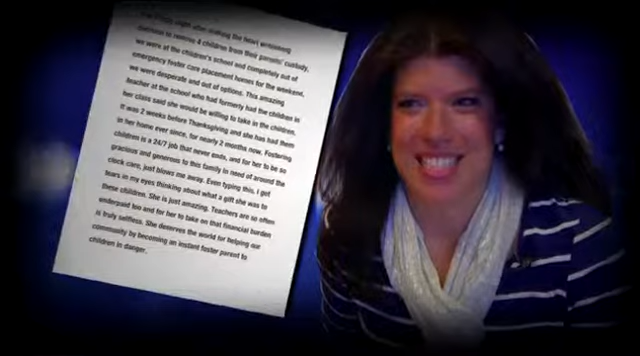 night after making the heart wrenching
decision to remove 4 children from their parents' custody,
we were at the children's school and completely out of
emergency foster care placement homes for the weekend,
we were desperate and out of options. This amazing
teacher at the school who had formerly had the children in
her class said she would be willing to take in the children.
It was 2 weeks before Thanksgiving and she has had them
in her home ever since, for nearly 2 months now. Fostering
children is a 24/7 job that never ends, and for her to be so
gracious and generous to this family in need of around the
clock care, just blows me away. Even typing this, I got
tears in my eyes thinking about what a gift she was to
these children. She is just amazing. Teachers are so often
underpaid too and for her to take on that financial burden
is truly selfless. She deserves the world for helping our
community by becoming an instant foster parent to
children in danger.